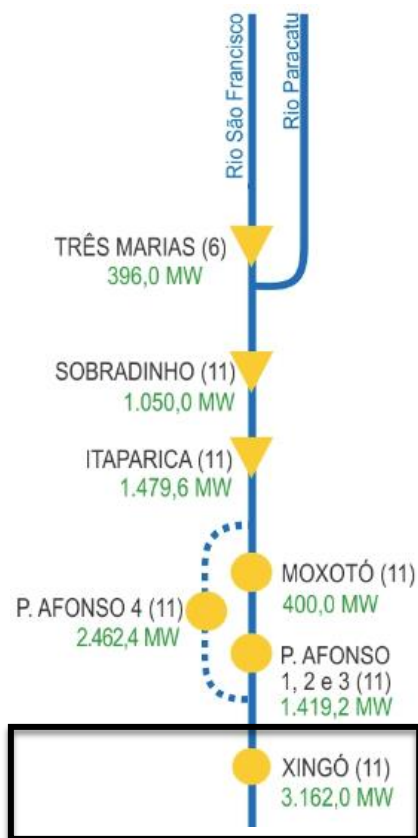 Rio São Francisco
Rio Paracatu
TRÊS MARIAS (6)
396,0 MW
SOBRADINHO (11)
1.050,0 MW
ITAPARICA (11)
1.479,6 MW
MOXOTÓ (11)
400,0 MW
P. AFONSO 4 (11)
2.462,4 MW
P. AFONSO
1, 2 e 3 (11)
1.419,2 MW
XINGÓ (11)
3.162,0 MW